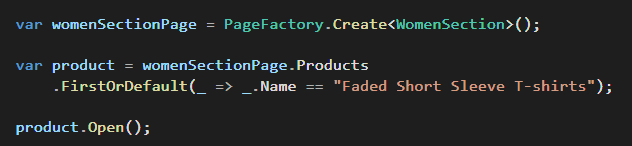 var womenSectionPage = PageFactory.Create<WomenSection>();
var product = womenSectionPage.Products
.FirstOrDefault(_ => _.Name == "Faded Short Sleeve T-shirts");
product.Open();